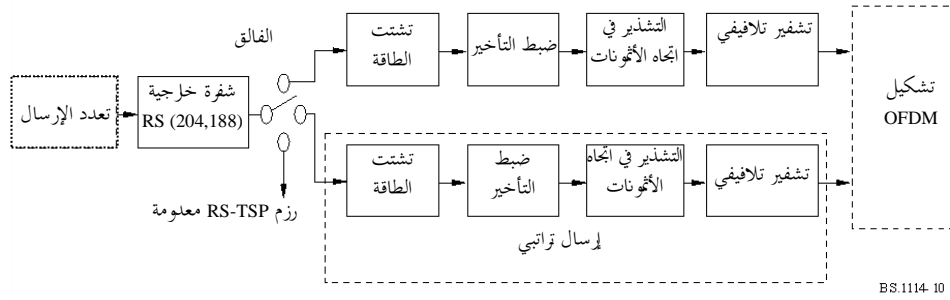 الفالق
تعدد الإرسال
شفرة خارجية
RS (204,188)
تشتت
الطاقة
ضبط التأخير
التشذير في
اتجاه الأثمونات
تشفير تلافيفي
تشكيل
OFDM
تشتت
الطاقة
ضبط
التأخير
التشذير في اتجاه
الأثمونات
تشفير تلافيفي
رزم RS-TSP معدومة
إرسال تراتبي
BS.1114-10